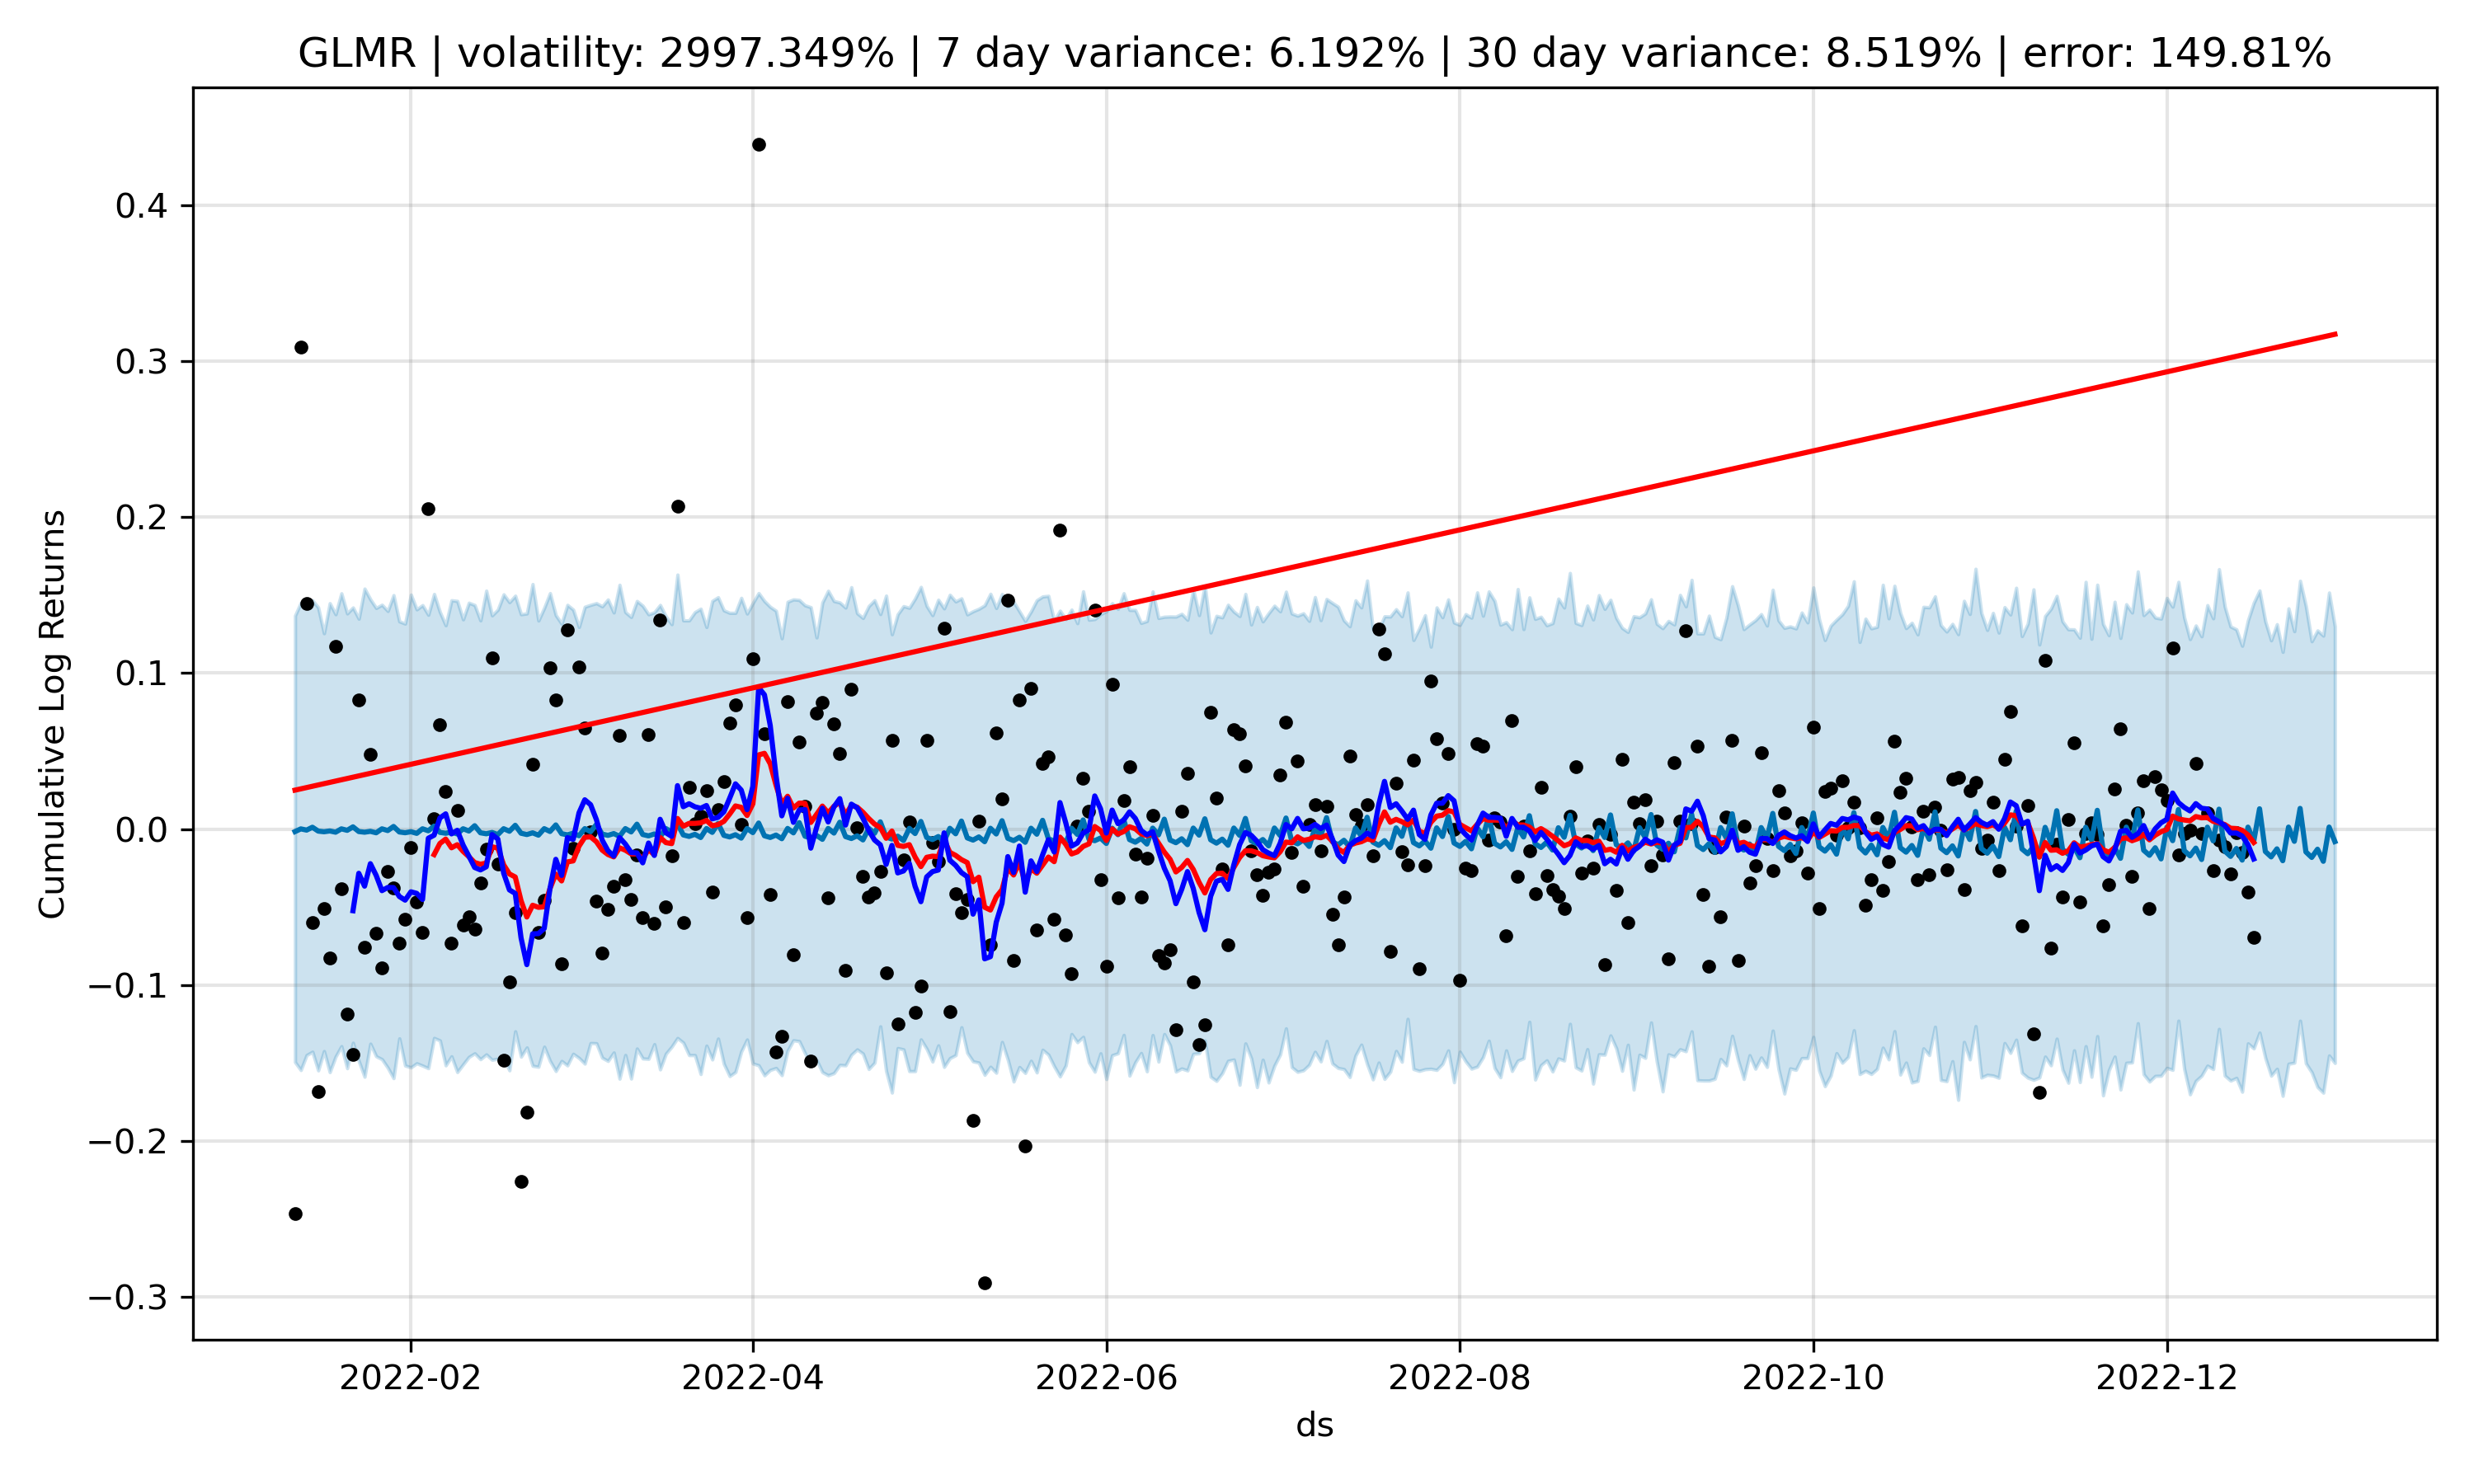 GLMR | volatility: 2997.349% | 7 day variance: 6.192% | 30 day variance: 8.519% | error: 149.81%
Cumulative Log Returns
0.4
0.3
0.2
0.1
0.0
−0.1
−0.2
−0.3
2022-02 2022-04 2022-06 2022-08 2022-10 2022-12
ds